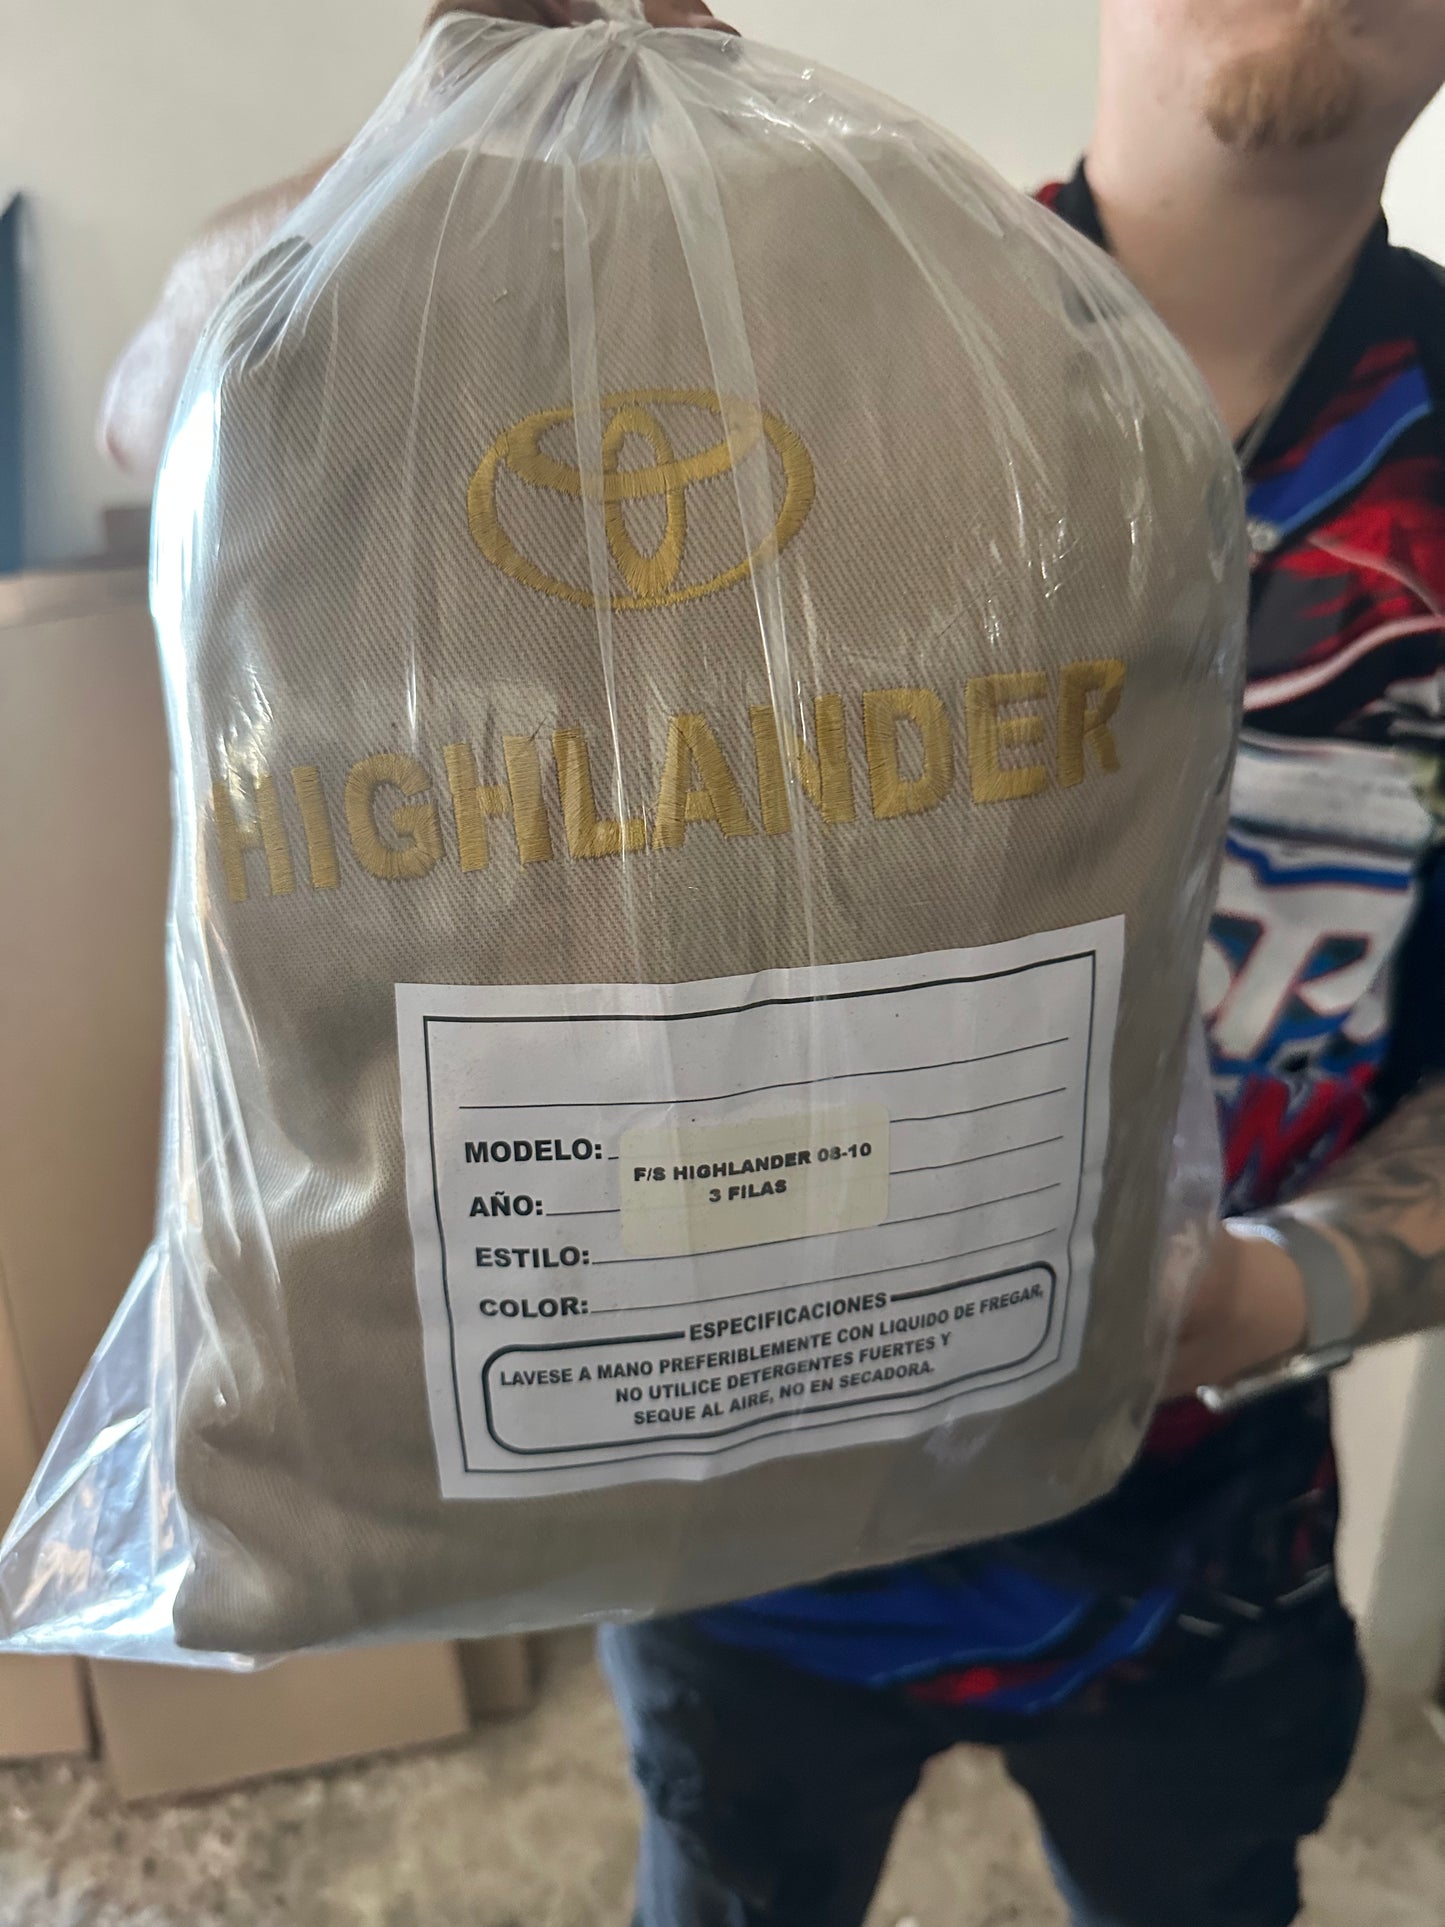 HIGHLANDER
MODELO:
F/S HIGHLANDER 08-10
3 FILAS
AÑO:
ESTILO:
COLOR:
ESPECIFICACIONES
LAVESE A MANO PREFERIBLEMENTE CON LIQUIDO DE FREGAR,
NO UTILICE DETERGENTES FUERTES Y
SEQUE AL AIRE, NO EN SECADORA.